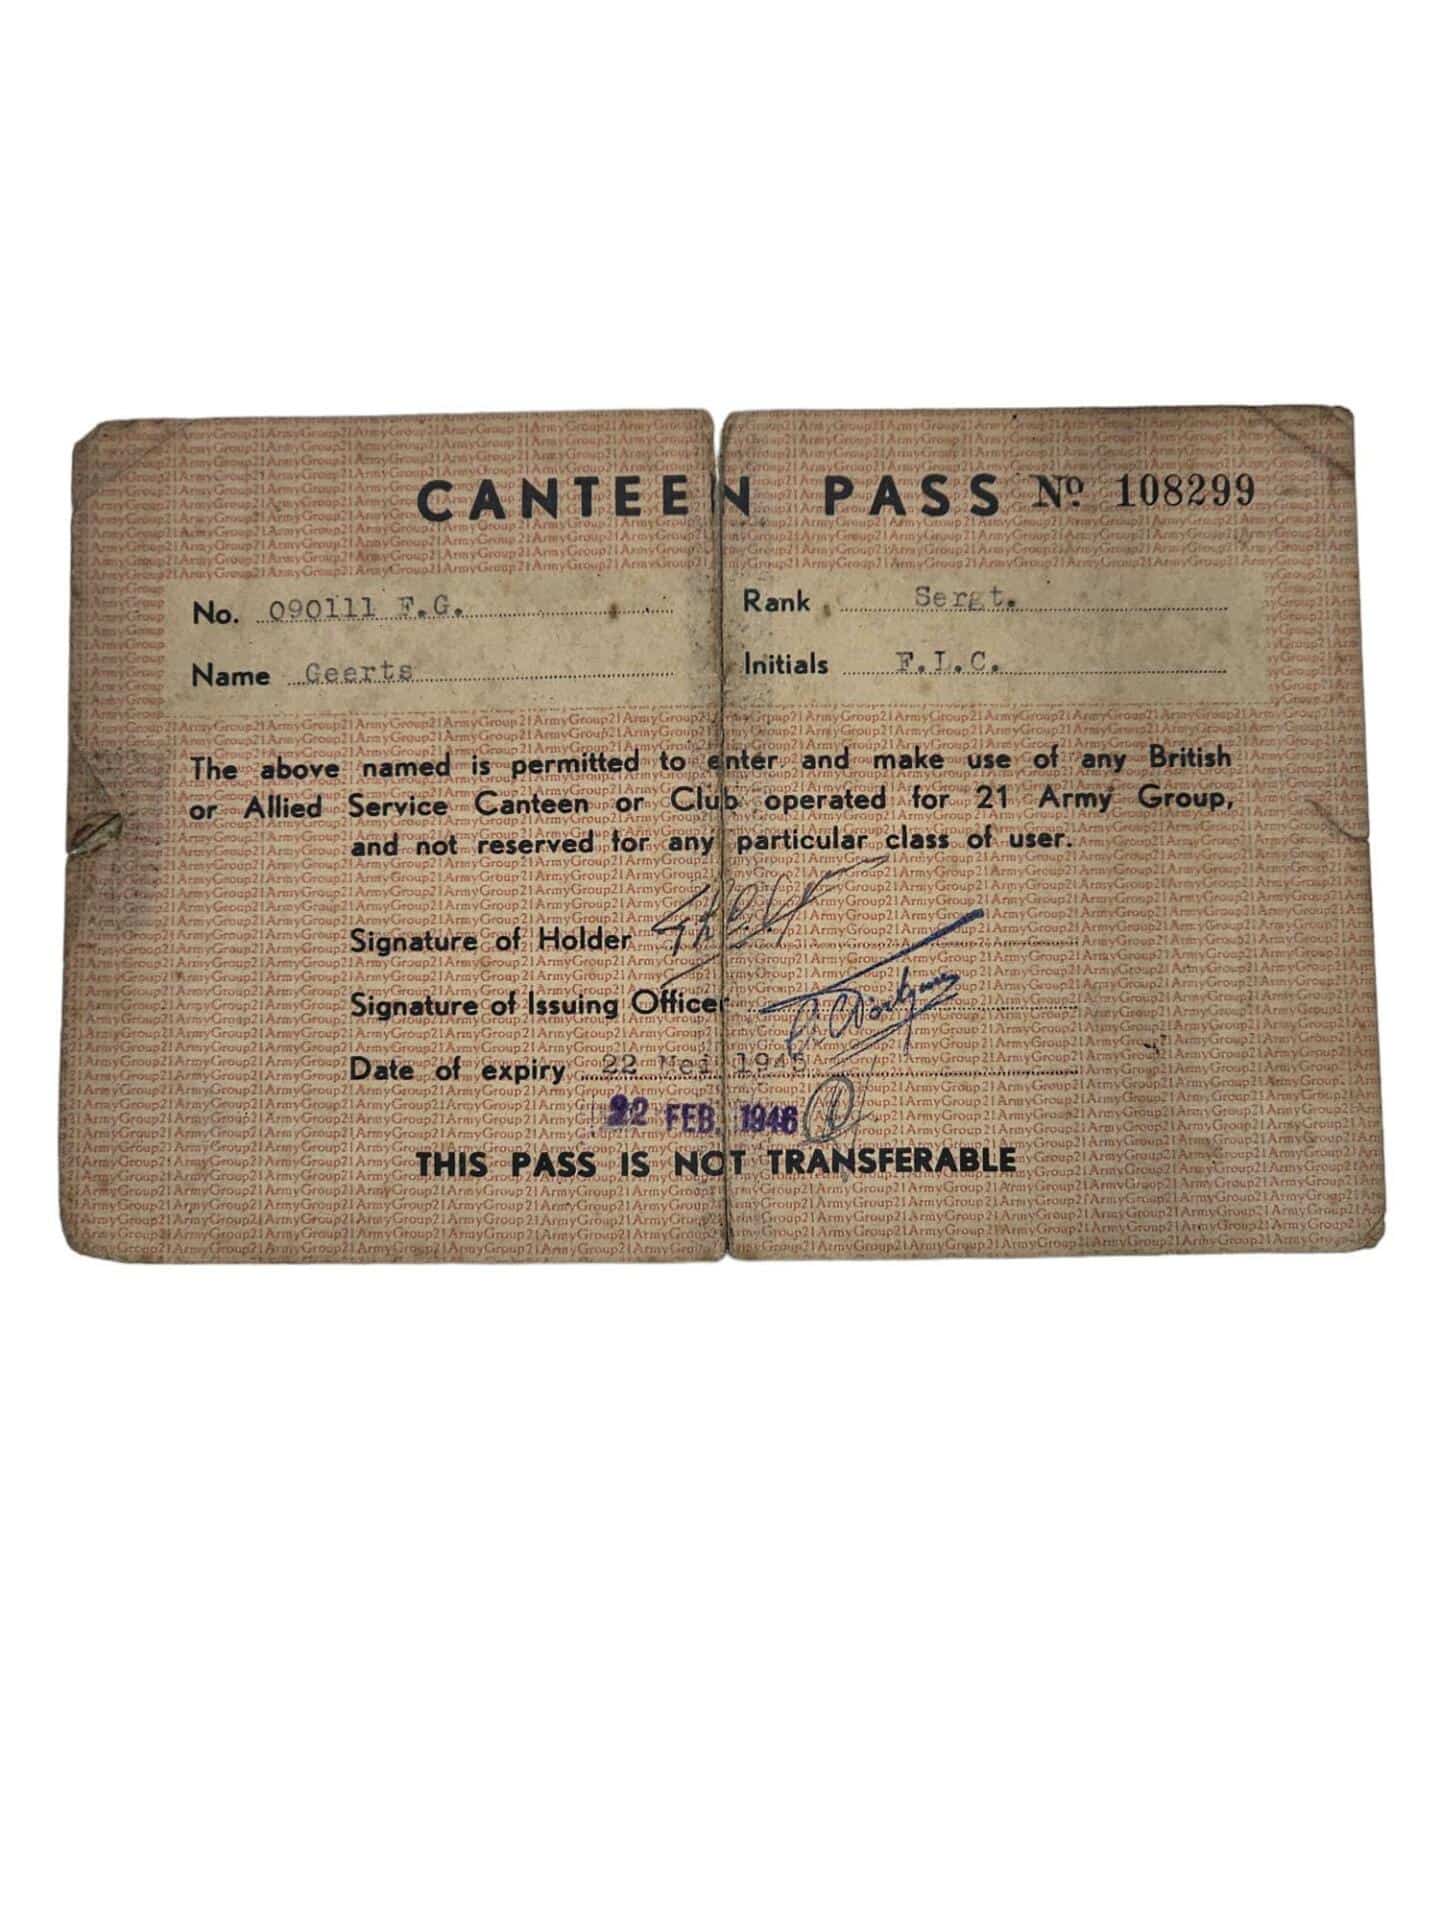 CANTEEN PASS Nº 108299
No. 090111 F.G. Rank Sergt.
Name Geerts Initials F.L.C.
The above named is permitted to enter and make use of any British
or Allied Service Canteen or Club operated for 21 Army Group,
and not reserved for any particular class of user.
Signature of Holder
Signature of Issuing Officer
Date of expiry 22 Mei 1945
22 FEB. 1946
THIS PASS IS NOT TRANSFERABLE